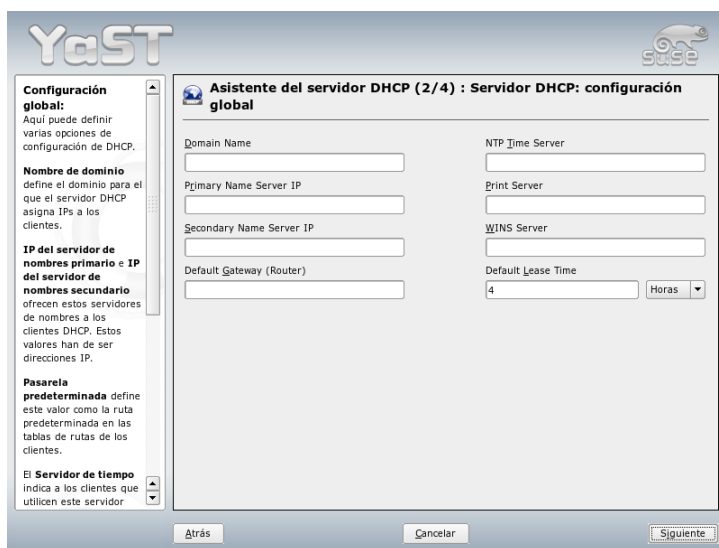 YaST
SUSE
Configuración
global:
Aquí puede definir
varias opciones de
configuración de DHCP.
Nombre de dominio
define el dominio para el
que el servidor DHCP
asigna IPs a los
clientes.
IP del servidor de
nombres primario e IP
del servidor de
nombres secundario
ofrecen estos servidores
de nombres a los
clientes DHCP. Estos
valores han de ser
direcciones IP.
Pasarela
predeterminada define
este valor como la ruta
predeterminada en las
tablas de rutas de los
clientes.
El Servidor de tiempo
indica a los clientes que
utilicen este servidor
Asistente del servidor DHCP (2/4) : Servidor DHCP: configuración
global
Domain Name
NTP Time Server
Primary Name Server IP
Print Server
Secondary Name Server IP
WINS Server
Default Gateway (Router)
Default Lease Time
4 Horas
Atrás
Cancelar
Siguiente